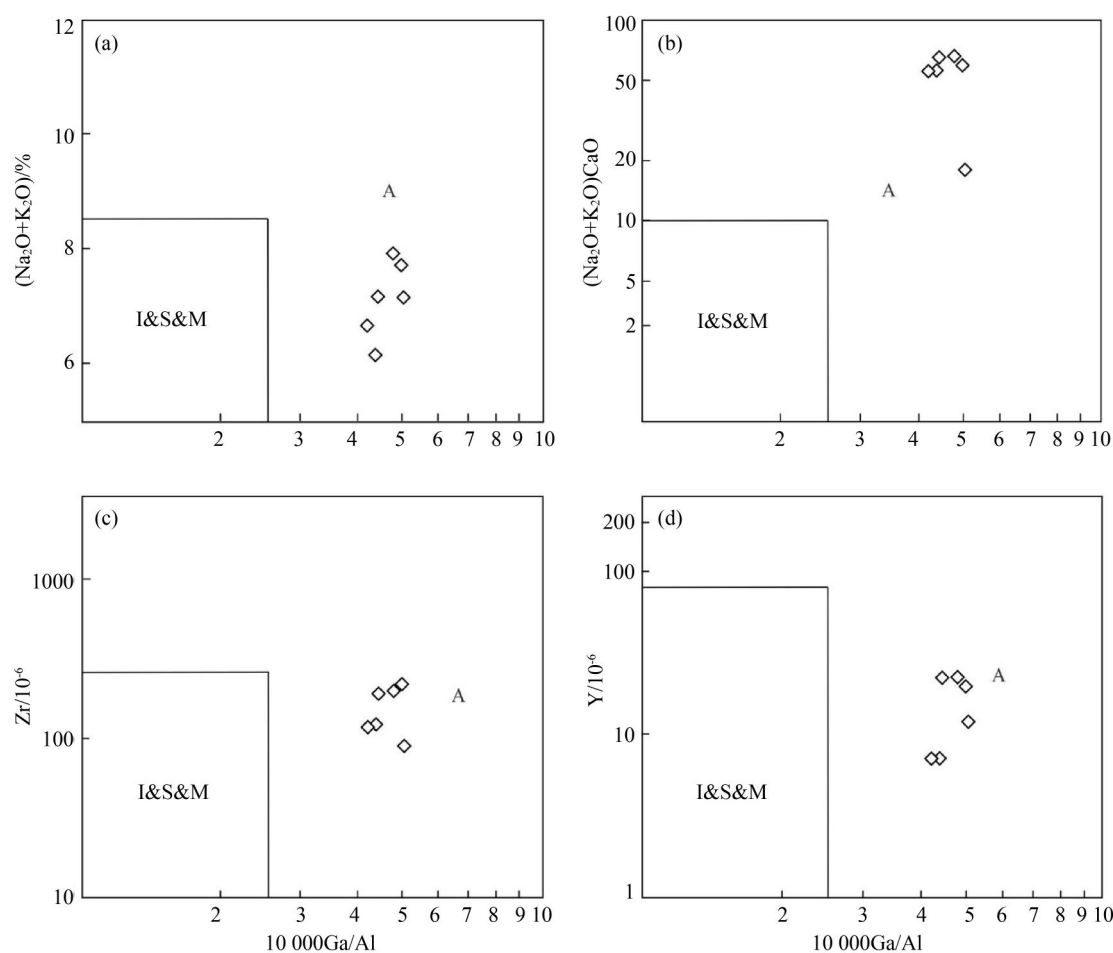 (a)
12
10
8
6
(Na₂O+K₂O)/%
A
I&S&M
2 3 4 5 6 7 8 9 10
(b)
100
50
20
10
5
2
(Na₂O+K₂O)CaO
A
I&S&M
2 3 4 5 6 7 8 9 10
(c)
1000
100
10
Zr/10⁻⁶
A
I&S&M
2 3 4 5 6 7 8 9 10
10 000Ga/Al
(d)
200
100
10
1
Y/10⁻⁶
A
I&S&M
2 3 4 5 6 7 8 9 10
10 000Ga/Al